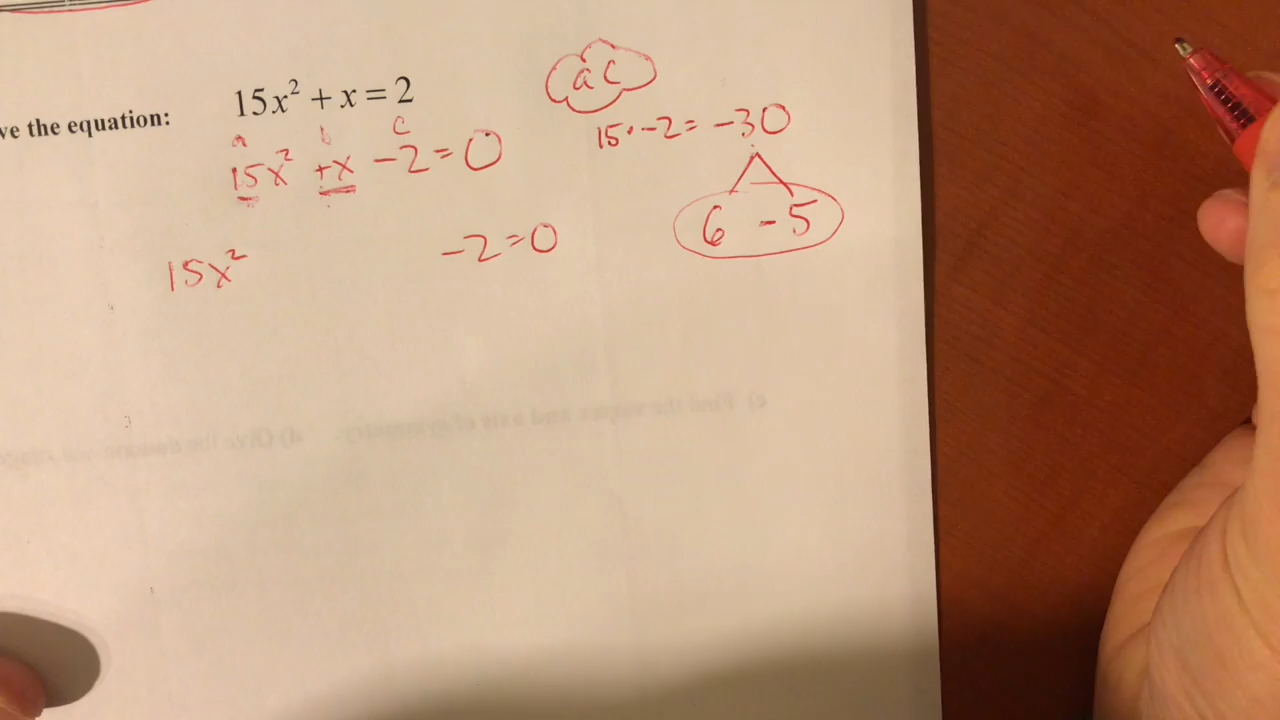 ve the equation: 15x² + x = 2
a b c
15x² +x -2 = 0
ac
15 · -2 = -30
6 -5
15x² -2 = 0